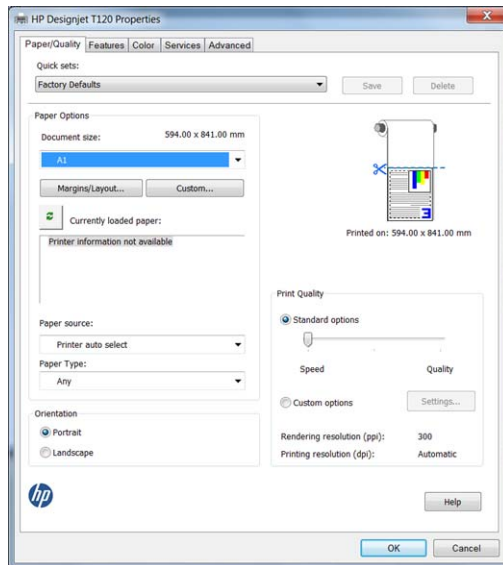 HP Designjet T120 Properties
Paper/Quality Features Color Services Advanced
Quick sets:
Factory Defaults
Save Delete
Paper Options
Document size: 594.00 x 841.00 mm
A1
Margins/Layout... Custom...
Currently loaded paper:
Printer information not available
Paper source:
Printer auto select
Paper Type:
Any
Orientation
Portrait
Landscape
3
Printed on: 594.00 x 841.00 mm
Print Quality
Standard options
Speed Quality
Custom options Settings...
Rendering resolution (ppi): 300
Printing resolution (dpi): Automatic
hp
Help
OK Cancel